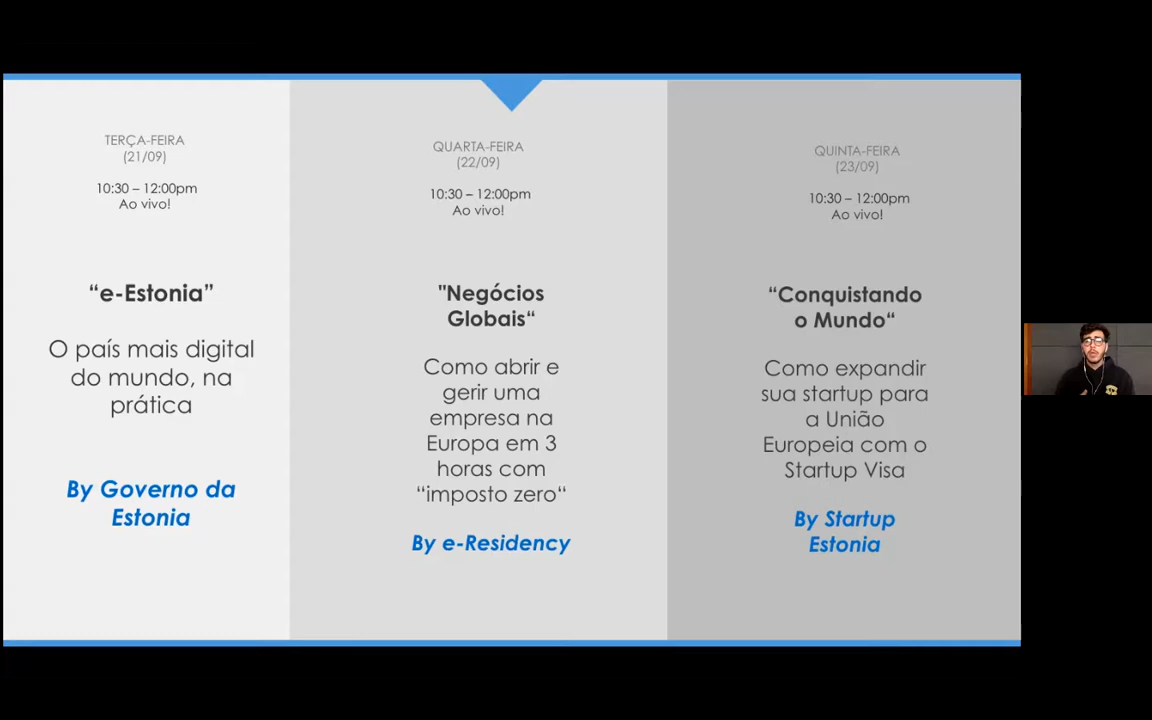 TERÇA-FEIRA
(21/09)
10:30 – 12:00pm
Ao vivo!
“e-Estonia”
O país mais digital
do mundo, na
prática
By Governo da
Estonia
QUARTA-FEIRA
(22/09)
10:30 – 12:00pm
Ao vivo!
"Negócios
Globais“
Como abrir e
gerir uma
empresa na
Europa em 3
horas com
“imposto zero“
By e-Residency
QUINTA-FEIRA
(23/09)
10:30 – 12:00pm
Ao vivo!
“Conquistando
o Mundo“
Como expandir
sua startup para
a União
Europeia com o
Startup Visa
By Startup
Estonia